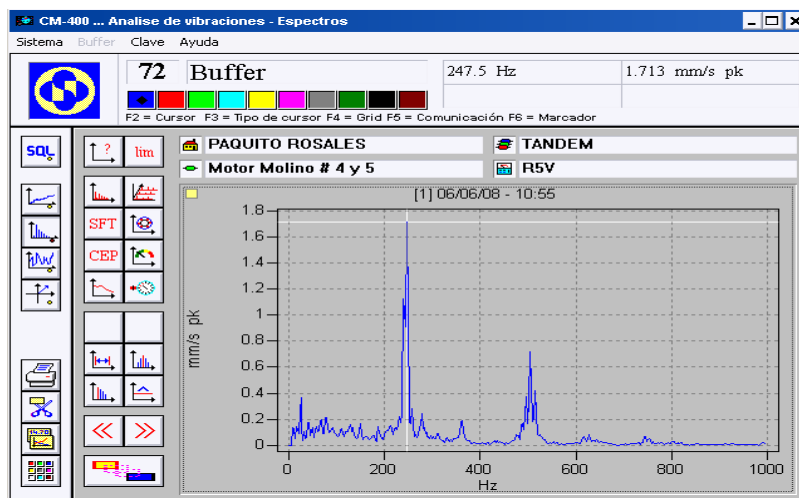 CM-400 ... Analise de vibraciones - Espectros
Sistema Buffer Clave Ayuda
72 Buffer 247.5 Hz 1.713 mm/s pk
F2 = Cursor F3 = Tipo de cursor F4 = Grid F5 = Comunicación F6 = Marcador
SQL ? lim
PAQUITO ROSALES TANDEM
Motor Molino # 4 y 5 R5V
SFT
CEP
[1] 06/06/08 - 10:55
1.8
1.6
1.4
1.2
1
0.8
0.6
0.4
0.2
0
mm/s pk
0 200 400 600 800 1000
Hz
<< >>
14.70